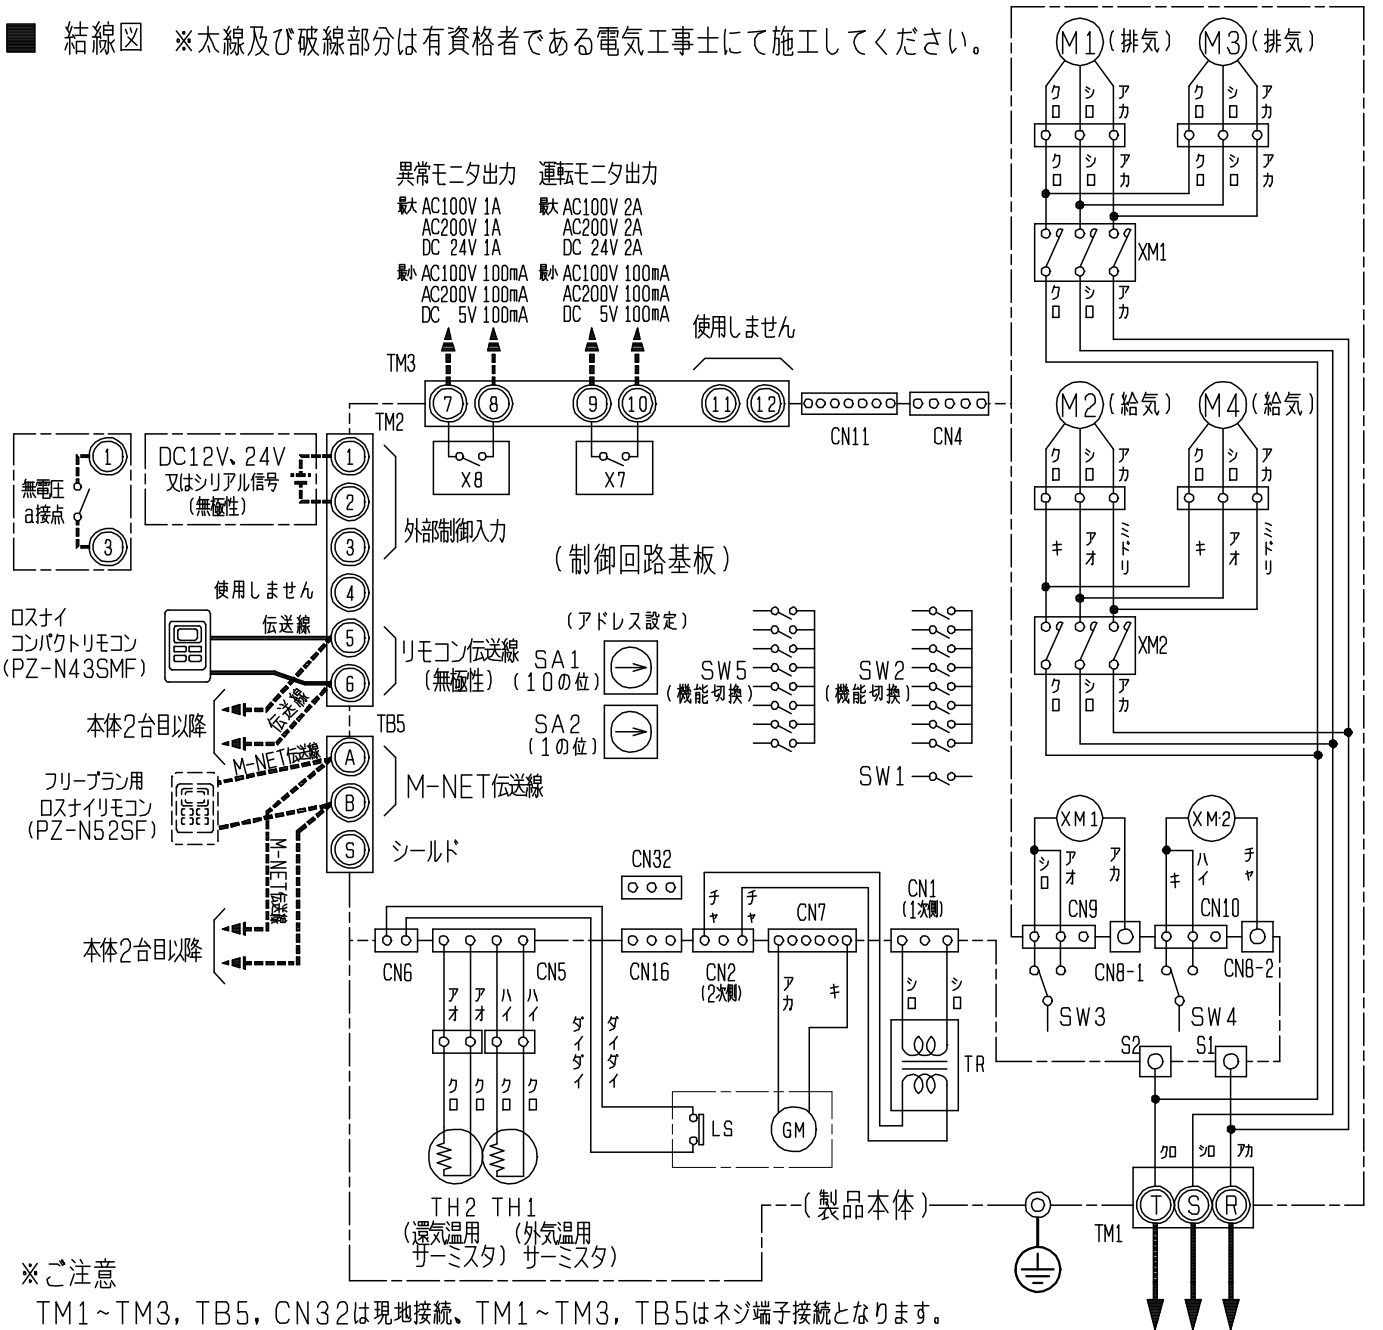 ■ 結線図 ※太線及び破線部分は有資格者である電気工事士にて施工してください。
M1(排気) M3(排気)
クロ シロ アカ クロ シロ アカ
クロ シロ アカ クロ シロ アカ
XM1
クロ シロ アカ
異常モニタ出力 運転モニタ出力
最大 AC100V 1A 最大 AC100V 2A
AC200V 1A AC200V 2A
DC 24V 1A DC 24V 2A
最小 AC100V 100mA 最小 AC100V 100mA
AC200V 100mA AC200V 100mA
DC 5V 100mA DC 5V 100mA
使用しません
TM3
7 8 9 10 11 12
CN11 CN4
X8 X7
M2(給気) M4(給気)
クロ シロ アカ クロ シロ アカ
キ アオ ミドリ キ アオ ミドリ
XM2
クロ シロ アカ
TM2
1
無電圧
a接点
3
DC12V、24V
又はシリアル信号
(無極性)
1
2
3
4
5
6
外部制御入力
(制御回路基板)
使用しません
ロスナイ
コンパクトリモコン
(PZ-N43SMF)
伝送線
リモコン伝送線
(無極性)
伝送線
本体2台目以降
(アドレス設定)
SA1
(10の位)
SA2
(1の位)
SW5
(機能切換)
SW2
(機能切換)
SW1
TB5
A
B
S
M-NET伝送線
M-NET伝送線
シールド
フリープラン用
ロスナイリモコン
(PZ-N52SF)
M-NET伝送線
本体2台目以降
XM1 XM2
シロ アオ アカ キ ハイ チャ
CN9 CN10
CN8-1 CN8-2
SW3 SW4
S2 S1
CN32
チャ チャ
CN7
CN1
(1次側)
CN6 CN5 CN16
CN2
(2次側)
アオ アオ ハイ ハイ
ダイダイ ダイダイ
アカ キ
シロ シロ
TR
クロ クロ クロ クロ
LS GM
TH2 TH1
(還気温用
サーミスタ)
(外気温用
サーミスタ)
(製品本体)
クロ シロ アカ
T S R
TM1
※ご注意
TM1~TM3, TB5, CN32は現地接続、TM1~TM3, TB5はネジ端子接続となります。